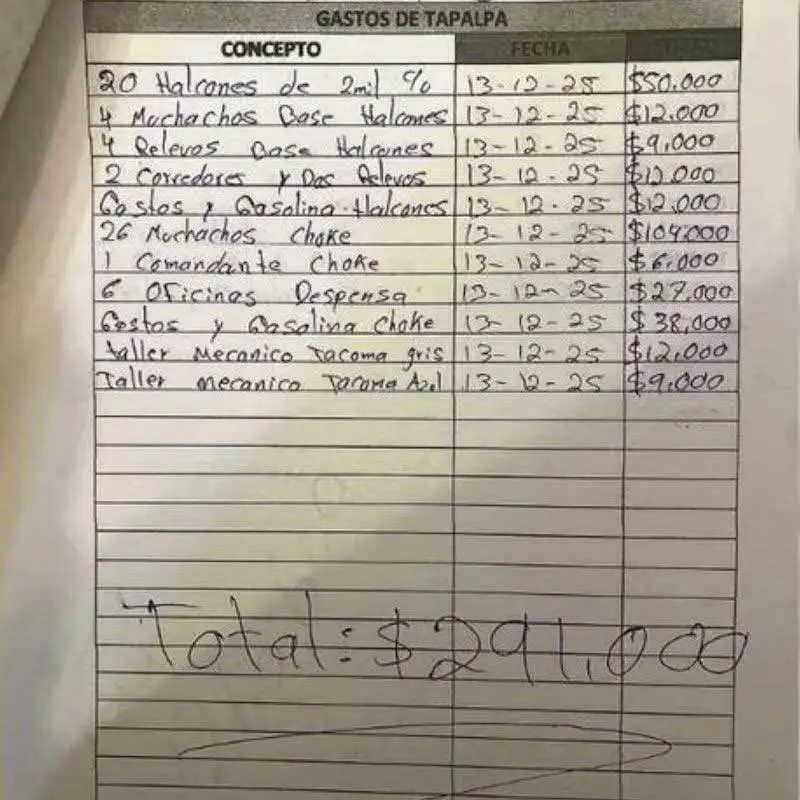 GASTOS DE TAPALPA
CONCEPTO FECHA
20 Halcones de 2mil % 13-12-25 $50.000
4 Muchachos Base Halcones 13-12-25 $12.000
4 Relevos Base Halcones 13-12-25 $9,000
2 Corredores y Dos Relevos 13-12-25 $12.000
Gastos y Gasolina Halcones 13-12-25 $12.000
26 Muchachos Choke 13-12-25 $104.000
1 Comandante Choke 13-12-25 $6.000
6 Oficinas Despensa 13-12-25 $27,000
Gastos y Gasolina Choke 13-12-25 $38,000
taller Mecanico Tacoma gris 13-12-25 $12,000
Taller mecanico Tacoma Azul 13-12-25 $9.000
Total: $291,000